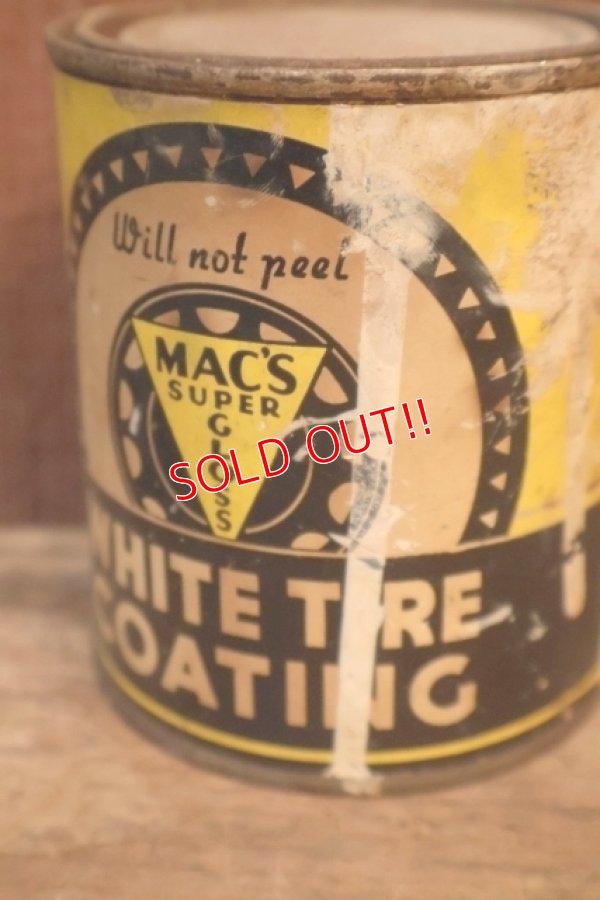 Will not peel
MAC'S
SUPER
GLOSS
SOLD OUT!!
WHITE TIRE
COATING